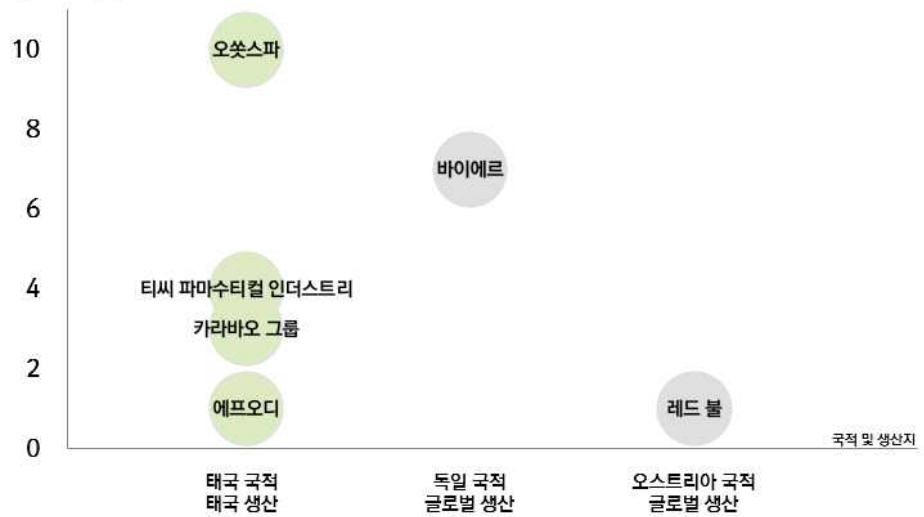 10
오쏫스파
8
바이에르
6
4
티씨 파마수티컬 인더스트리
카라바오 그룹
2
에프오디
레드 불
0
국적 및 생산지
태국 국적
태국 생산
독일 국적
글로벌 생산
오스트리아 국적
글로벌 생산